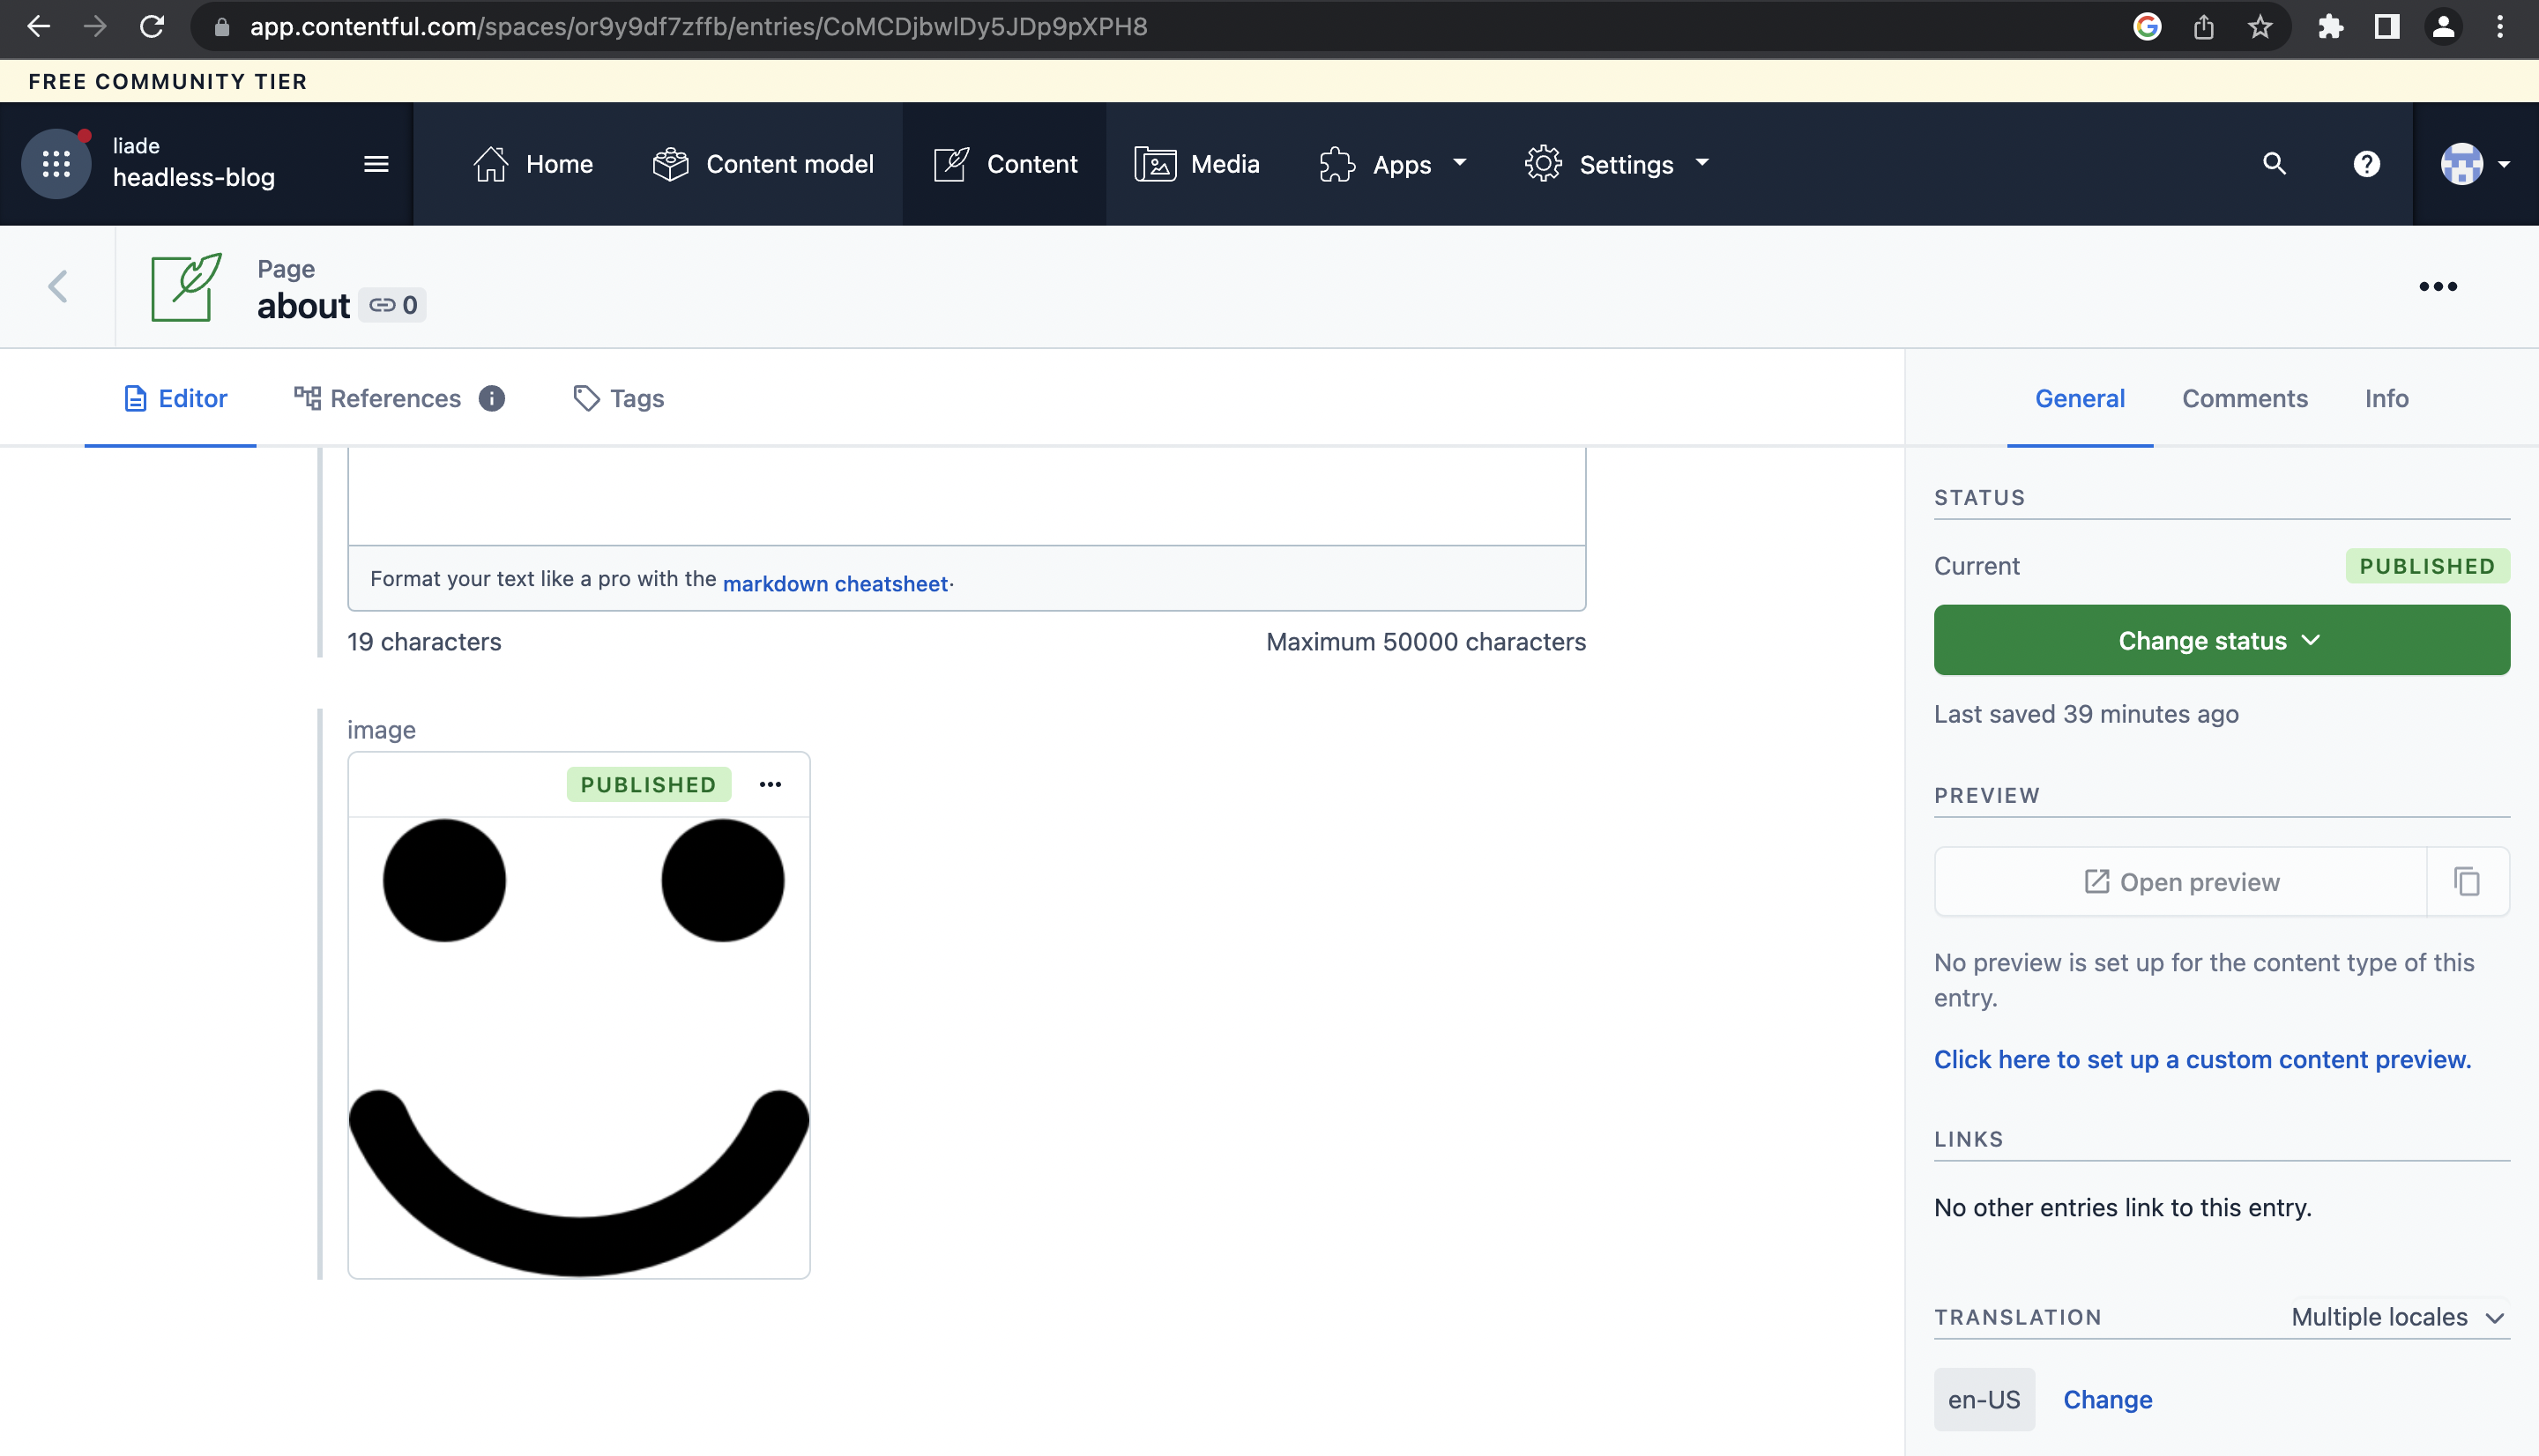 app.contentful.com/spaces/or9y9df7zffb/entries/CoMCDjbwlDy5JDp9pXPH8
FREE COMMUNITY TIER
liade
headless-blog
Home
Content model
Content
Media
Apps
Settings
Page
about
0
Editor
References
Tags
General
Comments
Info
Format your text like a pro with the markdown cheatsheet.
19 characters
Maximum 50000 characters
image
PUBLISHED
STATUS
Current
PUBLISHED
Change status
Last saved 39 minutes ago
PREVIEW
Open preview
No preview is set up for the content type of this
entry.
Click here to set up a custom content preview.
LINKS
No other entries link to this entry.
TRANSLATION
Multiple locales
en-US
Change